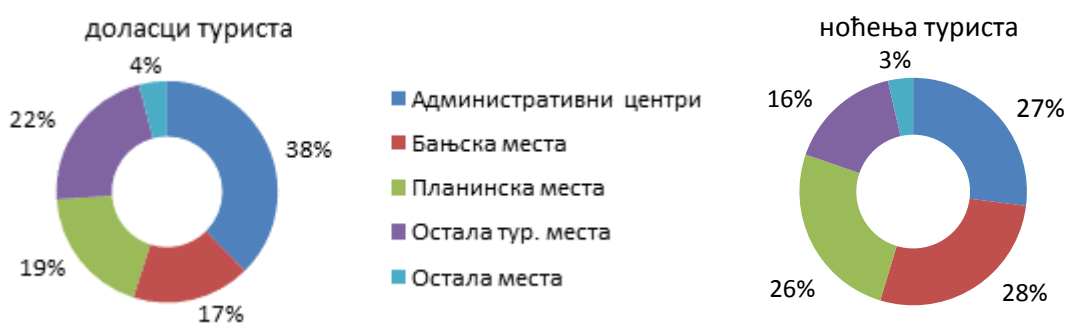 доласци туриста
4%
22%
38%
19%
17%
Административни центри
Бањска места
Планинска места
Остала тур. места
Остала места
ноћења туриста
3%
16%
27%
26%
28%